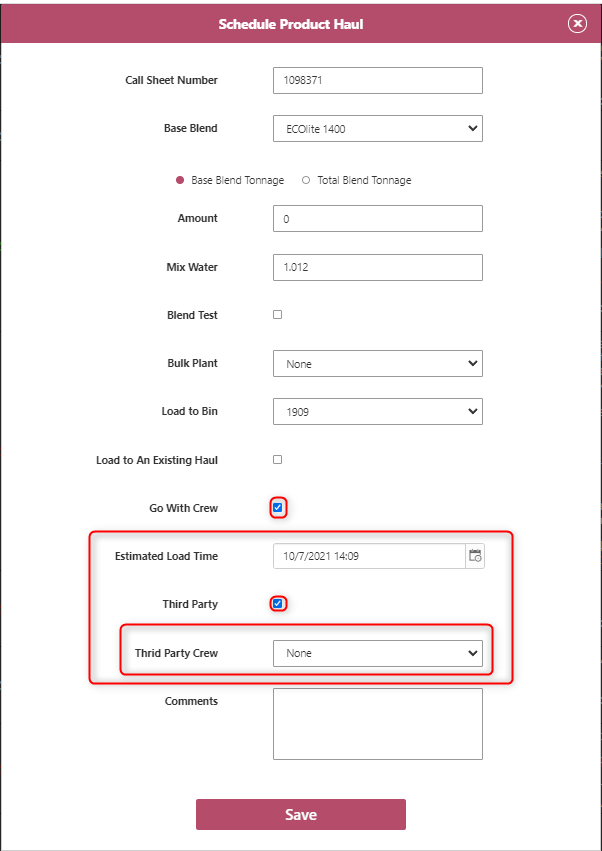 Schedule Product Haul
Call Sheet Number 1098371
Base Blend ECOlite 1400
Base Blend Tonnage Total Blend Tonnage
Amount 0
Mix Water 1.012
Blend Test
Bulk Plant None
Load to Bin 1909
Load to An Existing Haul
Go With Crew
Estimated Load Time 10/7/2021 14:09
Third Party
Thrid Party Crew None
Comments
Save